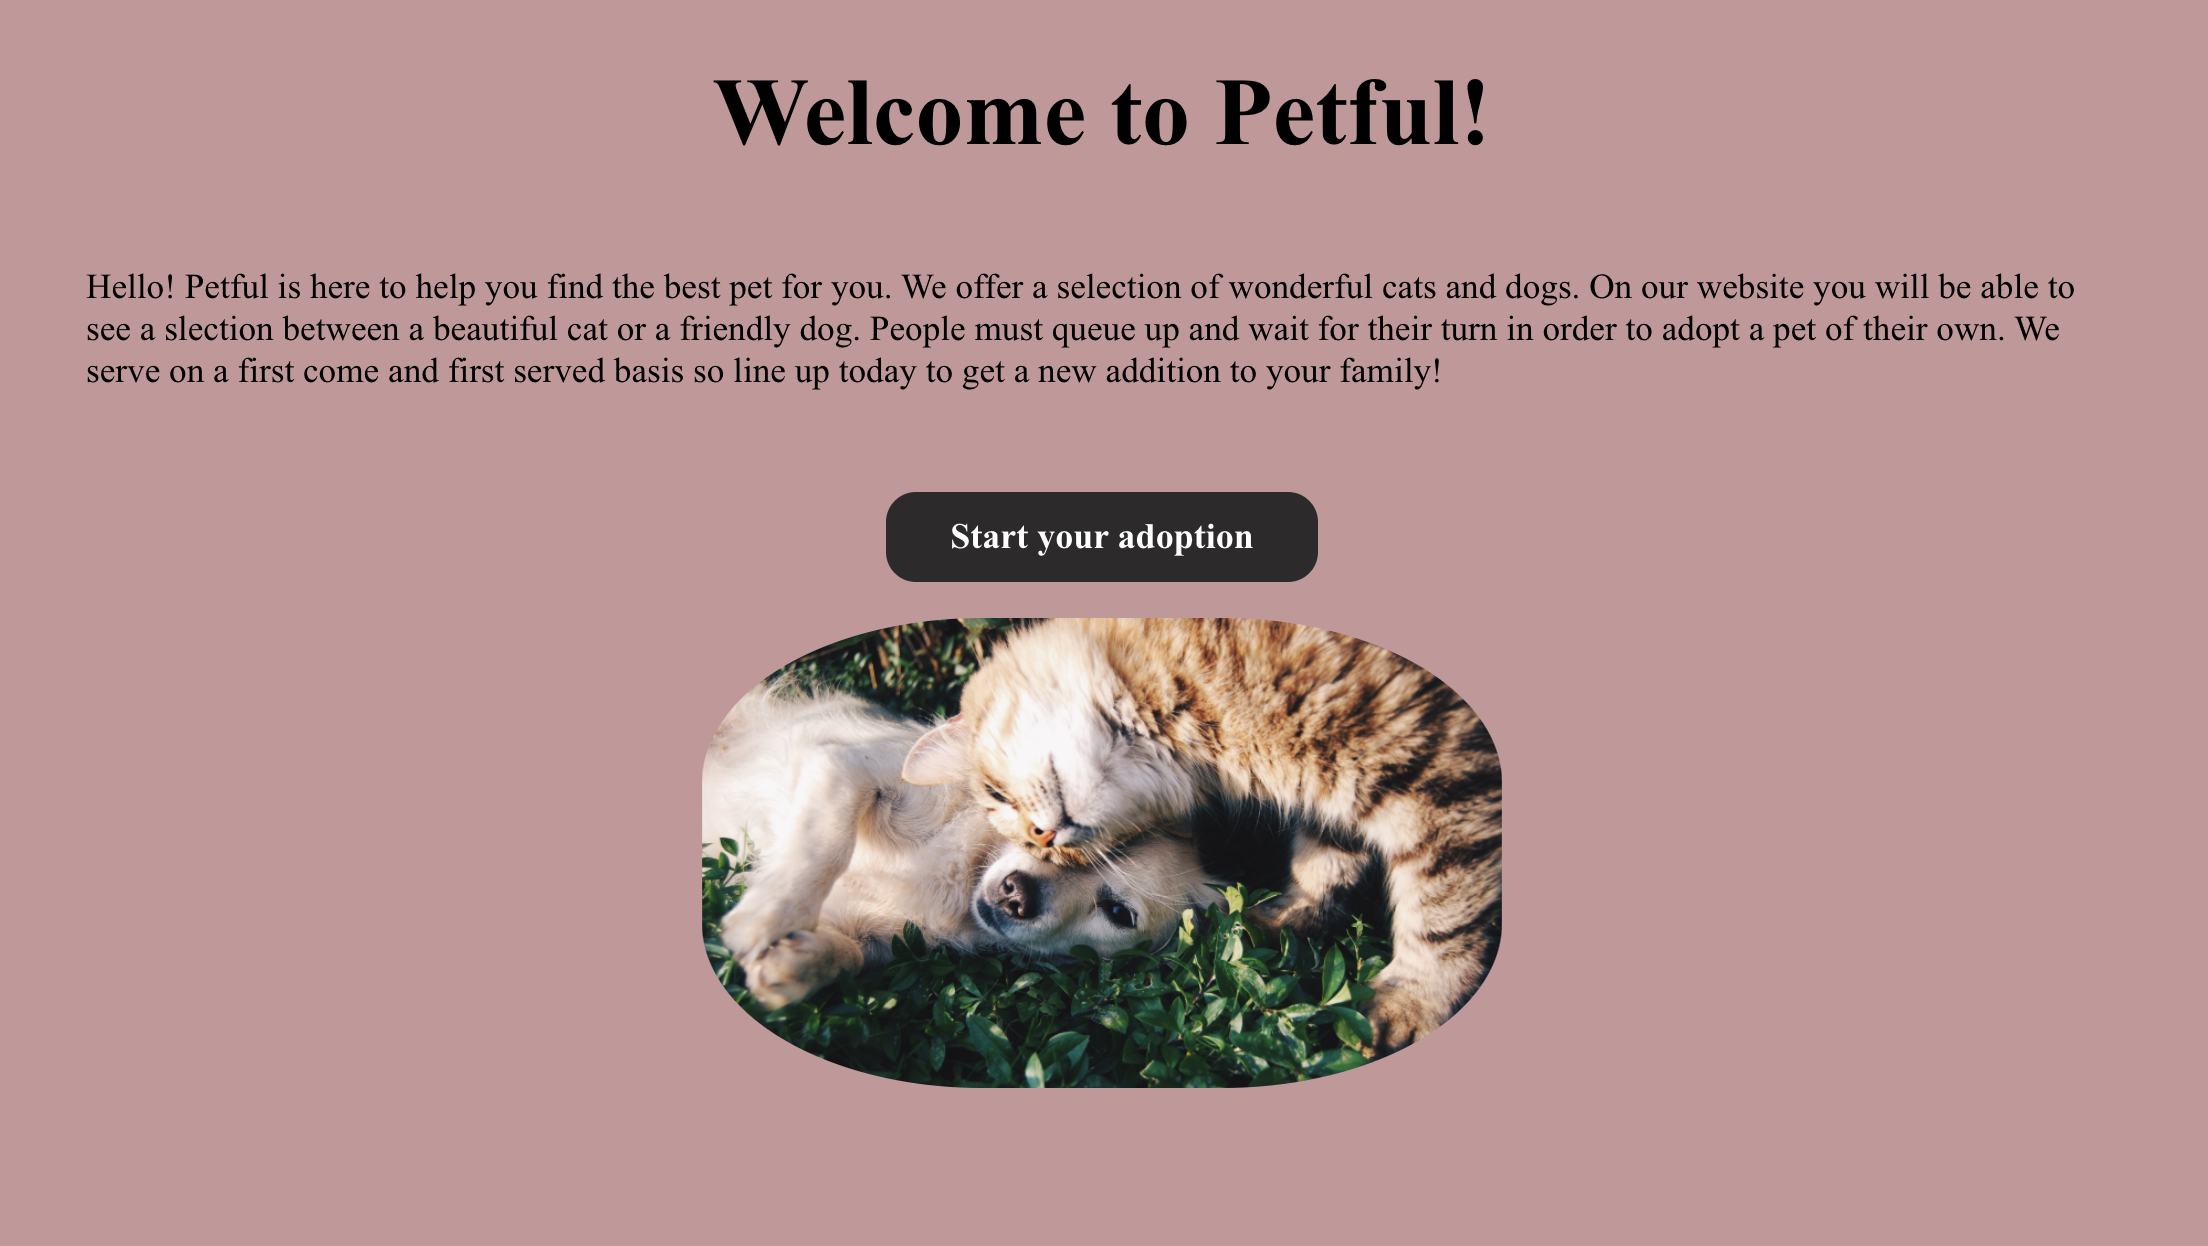 Welcome to Petful!
Hello! Petful is here to help you find the best pet for you. We offer a selection of wonderful cats and dogs. On our website you will be able to
see a slection between a beautiful cat or a friendly dog. People must queue up and wait for their turn in order to adopt a pet of their own. We
serve on a first come and first served basis so line up today to get a new addition to your family!
Start your adoption